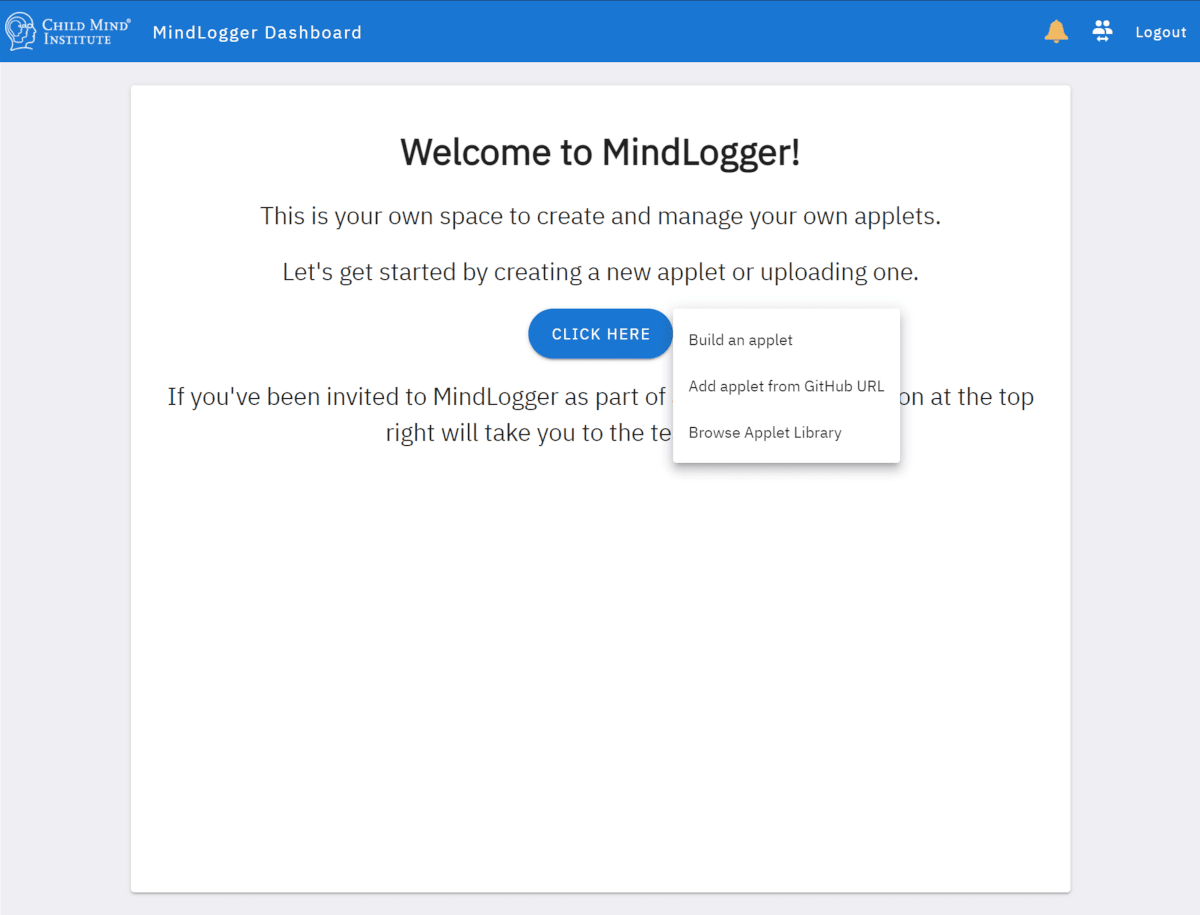 CHILD MIND®
INSTITUTE
MindLogger Dashboard
Logout
Welcome to MindLogger!
This is your own space to create and manage your own applets.
Let's get started by creating a new applet or uploading one.
CLICK HERE
Build an applet
Add applet from GitHub URL
Browse Applet Library
If you've been invited to MindLogger as part of on at the top
right will take you to the te